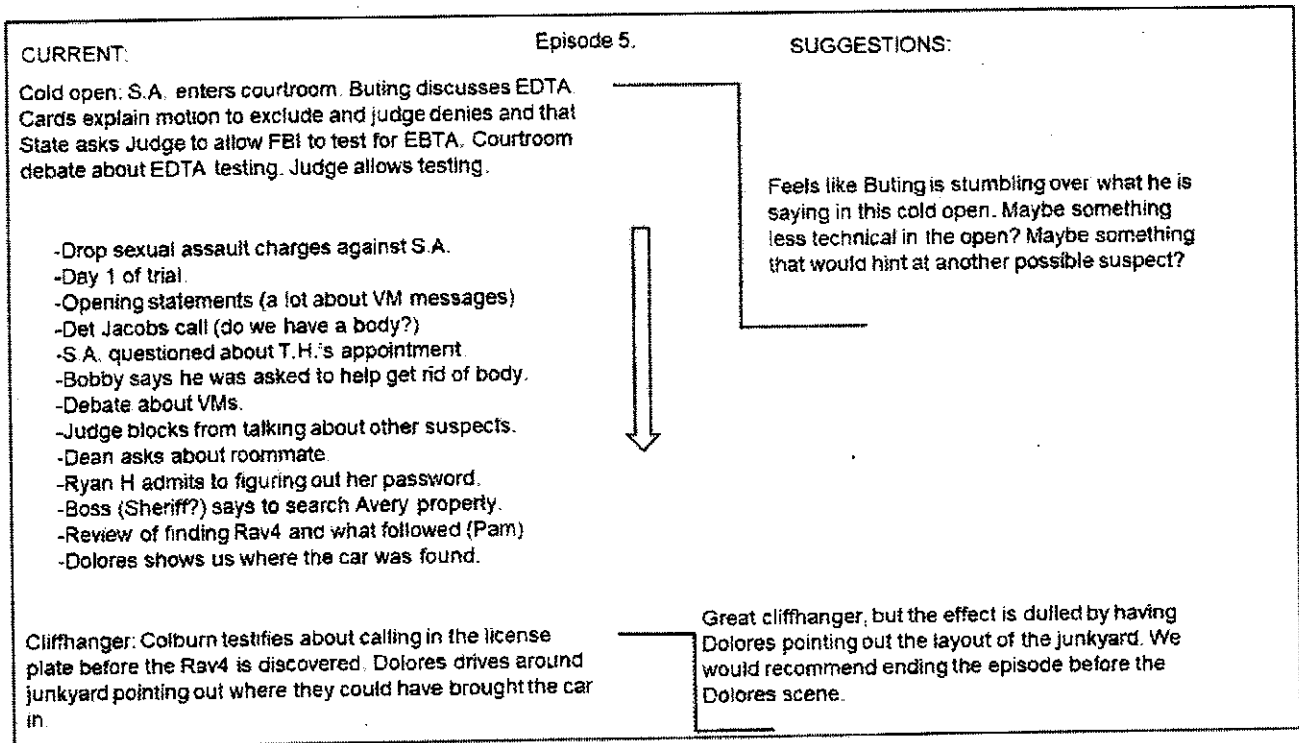 Episode 5.
CURRENT:
SUGGESTIONS:
Cold open: S.A. enters courtroom. Buting discusses EDTA.
Cards explain motion to exclude and judge denies and that
State asks Judge to allow FBI to test for EBTA. Courtroom
debate about EDTA testing. Judge allows testing.
Feels like Buting is stumbling over what he is
saying in this cold open. Maybe something
less technical in the open? Maybe something
that would hint at another possible suspect?
-Drop sexual assault charges against S.A.
-Day 1 of trial.
-Opening statements (a lot about VM messages)
-Det Jacobs call (do we have a body?)
-S.A. questioned about T.H.'s appointment
-Bobby says he was asked to help get rid of body.
-Debate about VMs.
-Judge blocks from talking about other suspects.
-Dean asks about roommate.
-Ryan H admits to figuring out her password.
-Boss (Sheriff?) says to search Avery property.
-Review of finding Rav4 and what followed (Pam)
-Dolores shows us where the car was found.
Cliffhanger: Colburn testifies about calling in the license
plate before the Rav4 is discovered. Dolores drives around
junkyard pointing out where they could have brought the car
in.
Great cliffhanger, but the effect is dulled by having
Dolores pointing out the layout of the junkyard. We
would recommend ending the episode before the
Dolores scene.